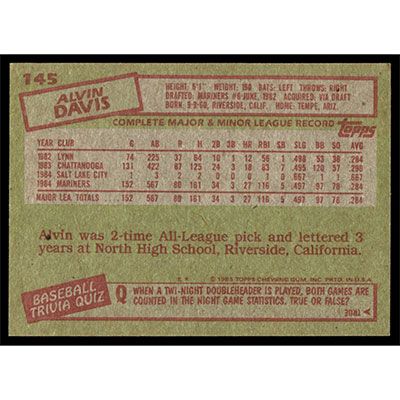 145
ALVIN
DAVIS
HEIGHT: 6'1" WEIGHT: 190 BATS: LEFT THROWS: RIGHT
DRAFTED: MARINERS #6-JUNE, 1982 ACQUIRED: VIA DRAFT
BORN: 9-9-60, RIVERSIDE, CALIF. HOME: TEMPE, ARIZ.
COMPLETE MAJOR & MINOR LEAGUE RECORD topps
YEAR CLUB G AB R H 2B 3B HR RBI SB SLG BB SO AVG
1982 LYNN 74 225 37 64 10 1 12 56 1 .498 53 .284
1983 CHATTANOOGA 131 422 87 125 24 3 18 83 7 .495 120 .296
1984 SALT LAKE CITY 1 3 2 2 1 0 0 1 0 .667
1984 MARINERS 152 567 80 161 34 3 27 116 5 .497 97 78 .284
MAJOR LEA. TOTALS 152 567 80 161 34 3 27 116 5 .497 97 78 .284
Alvin was 2-time All-League pick and lettered 3
years at North High School, Riverside, California.
© 1985 TOPPS CHEWING GUM, INC. PRTD. IN U.S.A.
BASEBALL
TRIVIA QUIZ
Q WHEN A TWI-NIGHT DOUBLEHEADER IS PLAYED, BOTH GAMES ARE
COUNTED IN THE NIGHT GAME STATISTICS. TRUE OR FALSE?
TRUE A